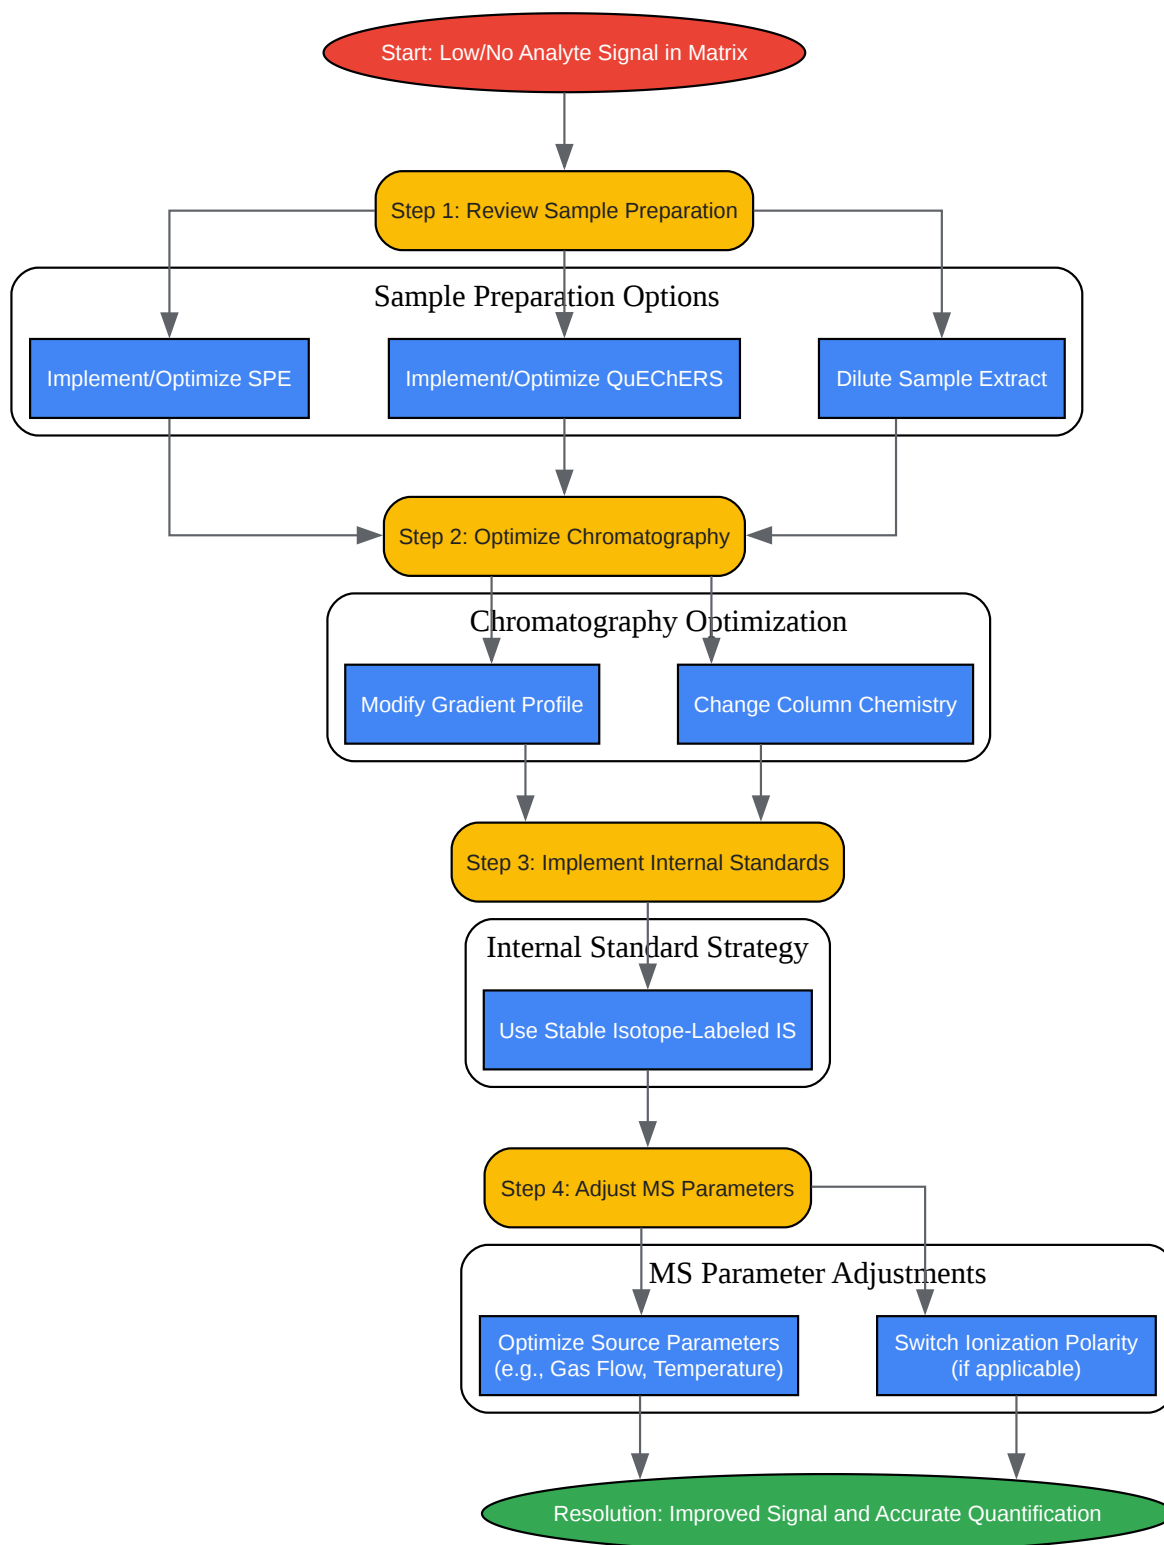 Start: Low/No Analyte Signal in Matrix
Step 1: Review Sample Preparation
Sample Preparation Options
Implement/Optimize SPE
Implement/Optimize QuEChERS
Dilute Sample Extract
Step 2: Optimize Chromatography
Chromatography Optimization
Modify Gradient Profile
Change Column Chemistry
Step 3: Implement Internal Standards
Internal Standard Strategy
Use Stable Isotope-Labeled IS
Step 4: Adjust MS Parameters
MS Parameter Adjustments
Optimize Source Parameters
(e.g., Gas Flow, Temperature)
Switch Ionization Polarity
(if applicable)
Resolution: Improved Signal and Accurate Quantification